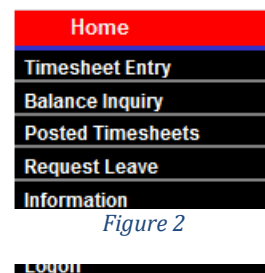 Home
Timesheet Entry
Balance Inquiry
Posted Timesheets
Request Leave
Information
Figure 2
Logon